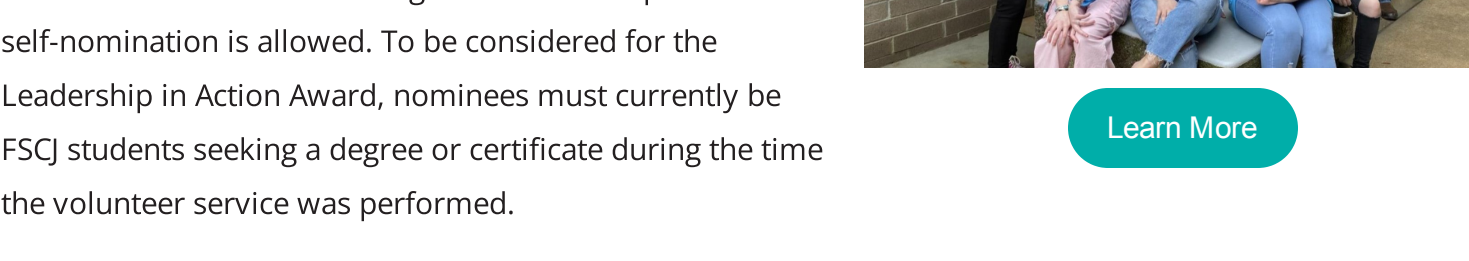 self-nomination is allowed. To be considered for the
Leadership in Action Award, nominees must currently be
FSCJ students seeking a degree or certificate during the time
the volunteer service was performed.
Learn More